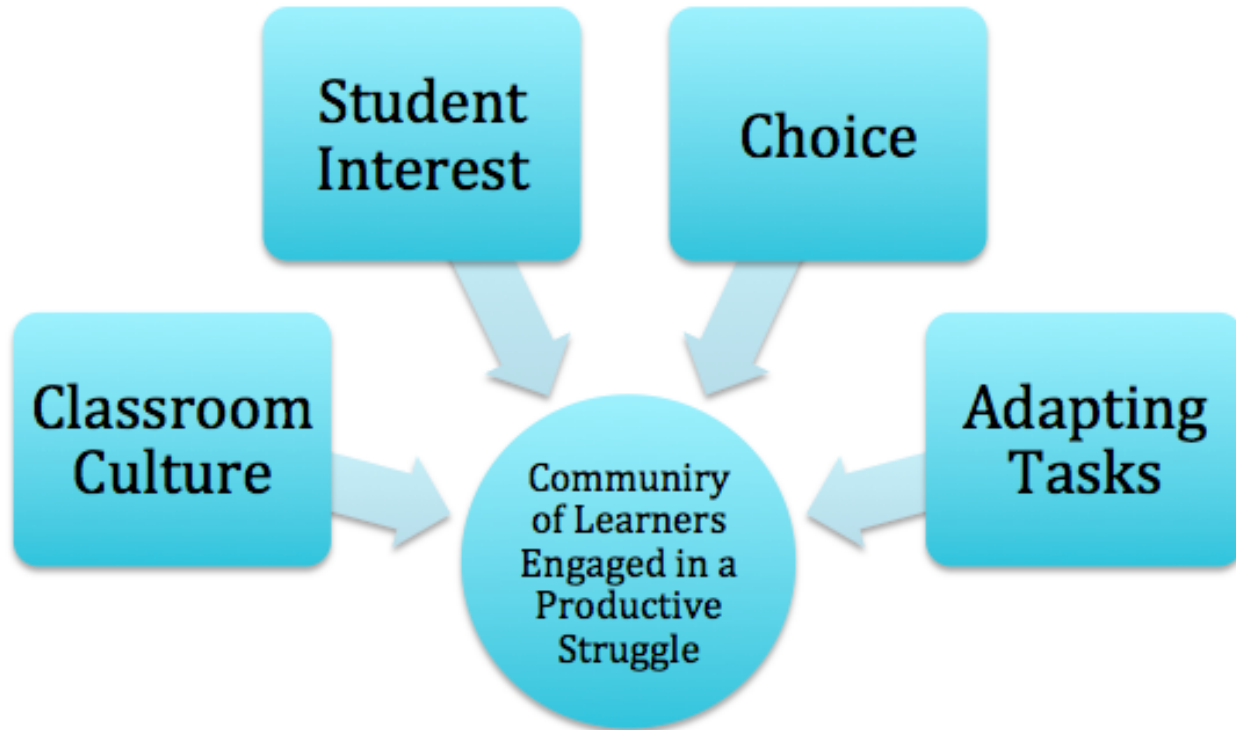 Student
Interest
Choice
Classroom
Culture
Adapting
Tasks
Communiry
of Learners
Engaged in a
Productive
Struggle